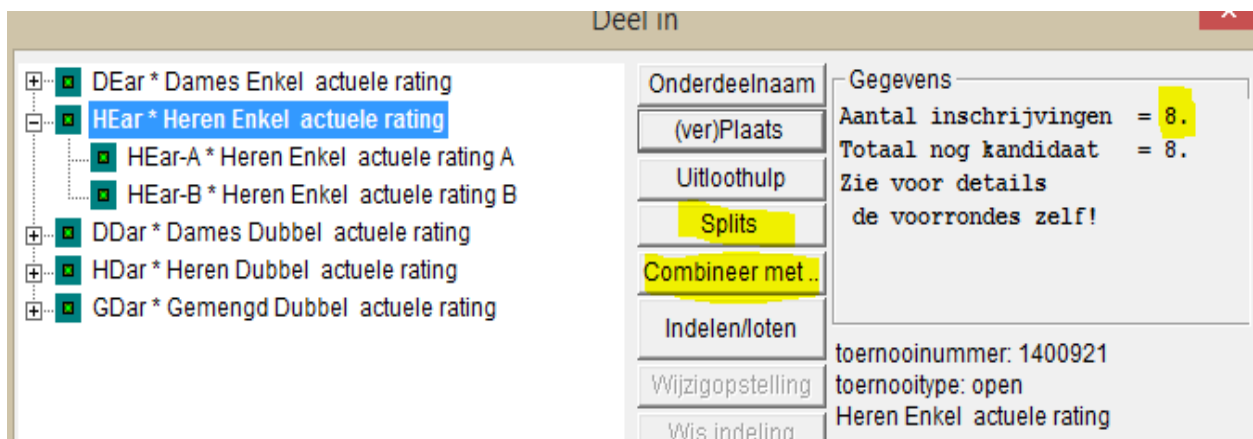 Deel in
DEar * Dames Enkel actuele rating
HEar * Heren Enkel actuele rating
HEar-A * Heren Enkel actuele rating A
HEar-B * Heren Enkel actuele rating B
DDar * Dames Dubbel actuele rating
HDar * Heren Dubbel actuele rating
GDar * Gemengd Dubbel actuele rating
Onderdeelnaam
(ver)Plaats
Uitloothulp
Splits
Combineer met ..
Indelen/loten
Wijzigopstelling
Wis indeling
Gegevens
Aantal inschrijvingen = 8.
Totaal nog kandidaat = 8.
Zie voor details
de voorrondes zelf!
toernooinummer: 1400921
toernooitype: open
Heren Enkel actuele rating